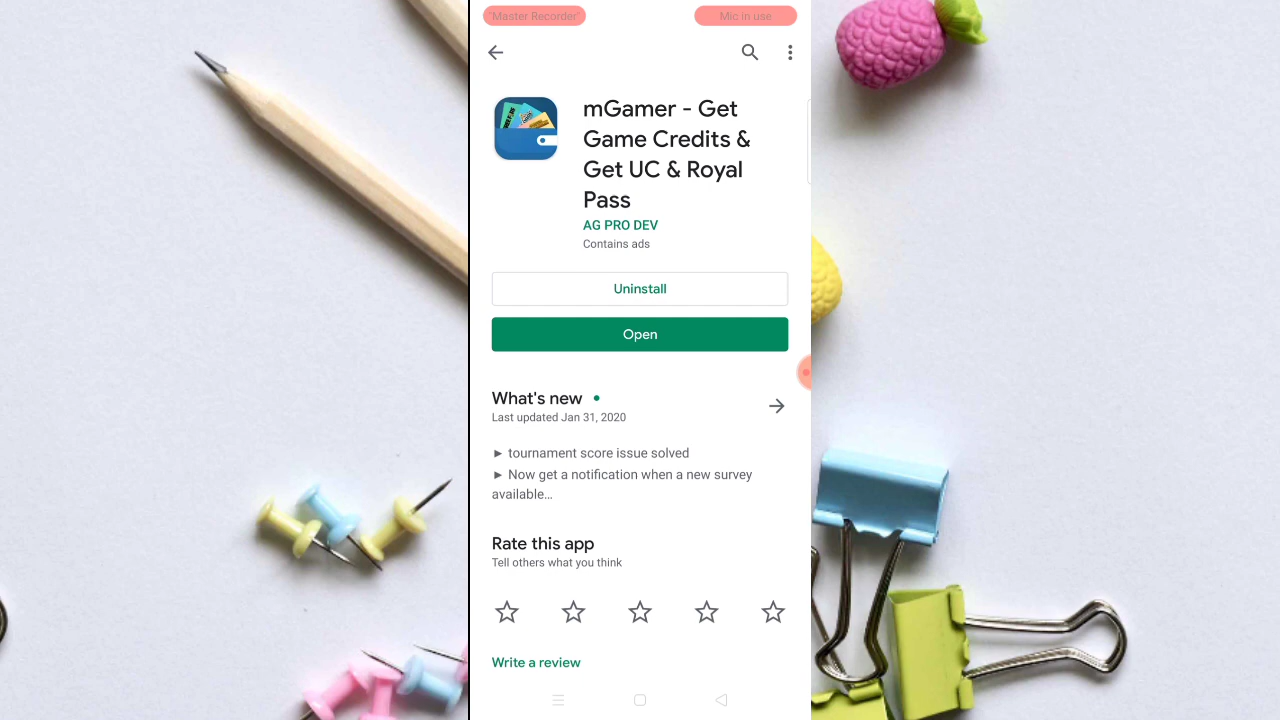 "Master Recorder"
Mic in use
mGamer - Get
Game Credits &
Get UC & Royal
Pass
AG PRO DEV
Contains ads
Uninstall
Open
What's new
Last updated Jan 31, 2020
► tournament score issue solved
► Now get a notification when a new survey
available…
Rate this app
Tell others what you think
Write a review